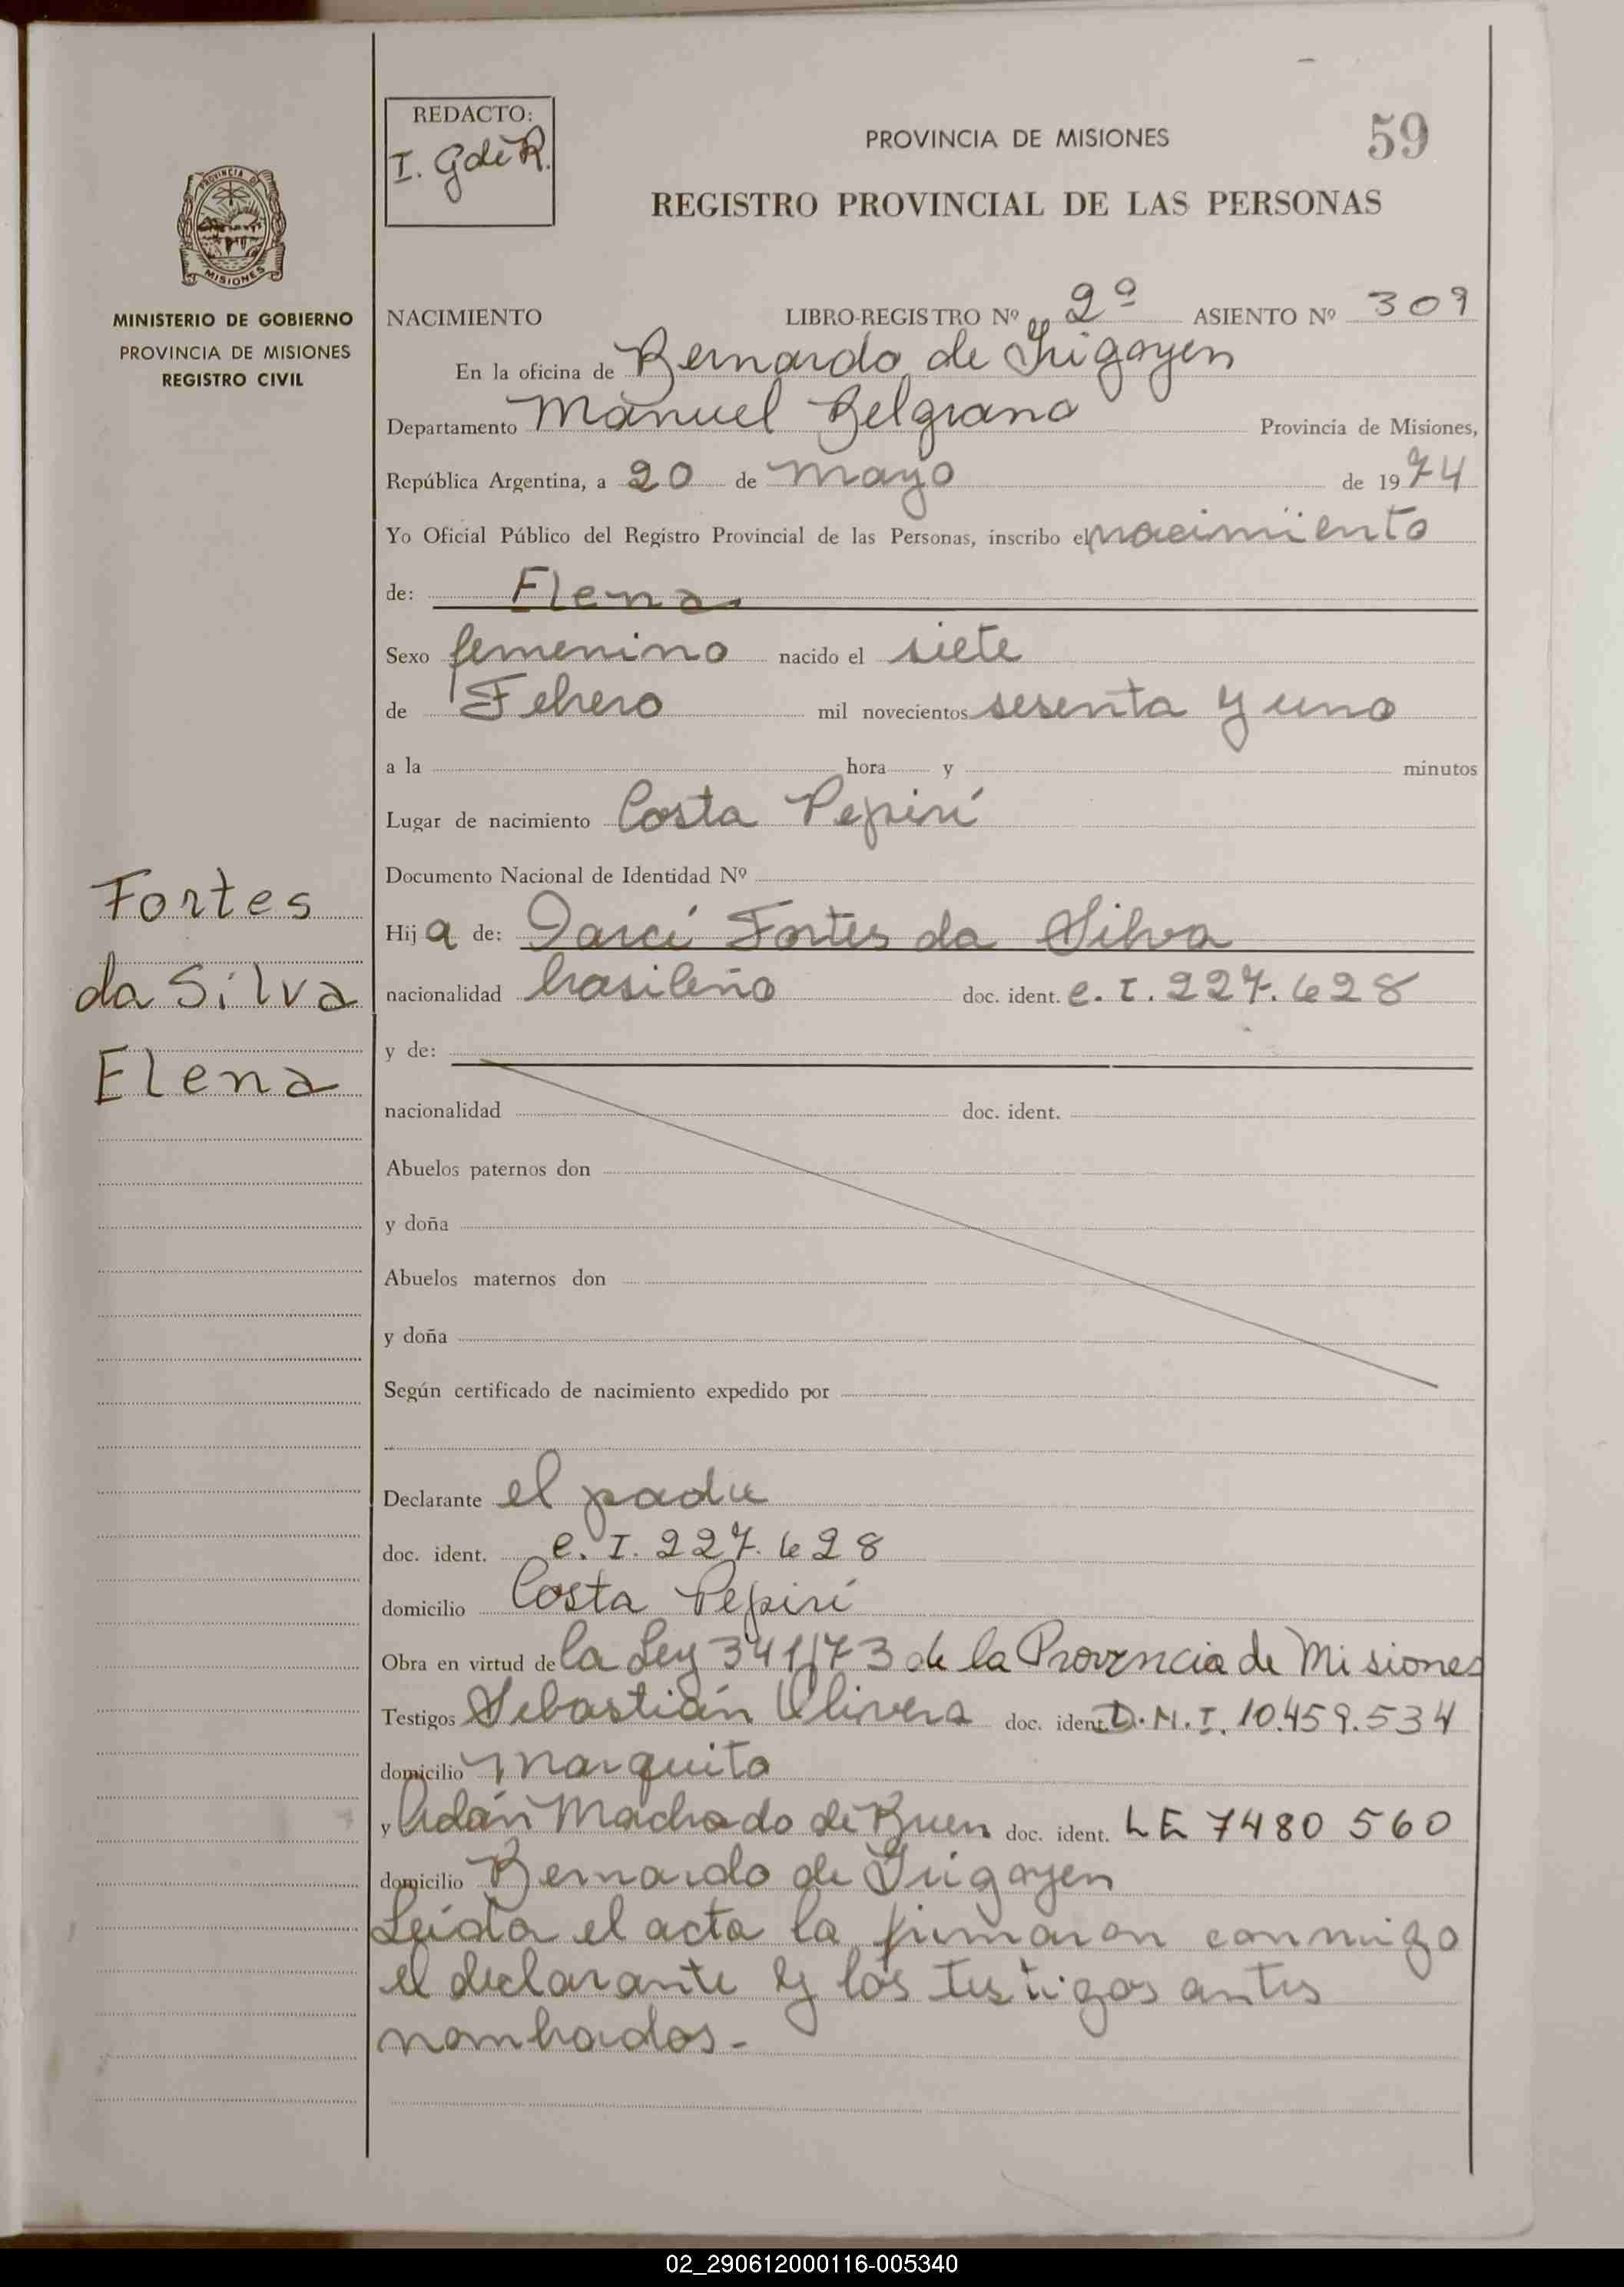 REDACTO:
I. GdeR.
PROVINCIA DE MISIONES
59
REGISTRO PROVINCIAL DE LAS PERSONAS
PROVINCIA DE
MISIONES
MINISTERIO DE GOBIERNO
PROVINCIA DE MISIONES
REGISTRO CIVIL
NACIMIENTO LIBRO-REGISTRO Nº 2º ASIENTO Nº 309
En la oficina de Bernardo de Irigoyen
Departamento Manuel Belgrano Provincia de Misiones,
República Argentina, a 20 de mayo de 1974
Yo Oficial Público del Registro Provincial de las Personas, inscribo el nacimiento
de: Elena
Sexo femenino nacido el siete
de Febrero mil novecientos sesenta y uno
a la hora y minutos
Lugar de nacimiento Costa Pepirí
Documento Nacional de Identidad Nº
Fortes
da Silva
Elena
Hija de: Darcí Fortes da Silva
nacionalidad brasileño doc. ident. C. I. 227.628
y de:
nacionalidad doc. ident.
Abuelos paternos don
y doña
Abuelos maternos don
y doña
Según certificado de nacimiento expedido por
Declarante el padre
doc. ident. C. I. 227.628
domicilio Costa Pepirí
Obra en virtud de la Ley 341/73 de la Provencia de Misiones
Testigos Sebastián Olivera doc. ident. D.N.I. 10.459.534
domicilio Marquito
y Adán Machado de Buen doc. ident. LE 7480 560
domicilio Bernardo de Irigoyen
Leída el acta la firmaron conmigo
el declarante y los testigos antes
nombrados.-
02_290612000116-005340